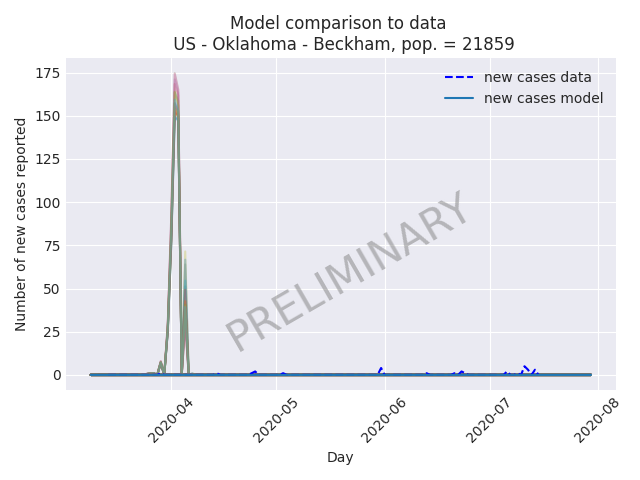 Model comparison to data
US - Oklahoma - Beckham, pop. = 21859
new cases data
new cases model
Number of new cases reported
175
150
125
100
75
50
25
0
PRELIMINARY
2020-04
2020-05
2020-06
2020-07
2020-08
Day